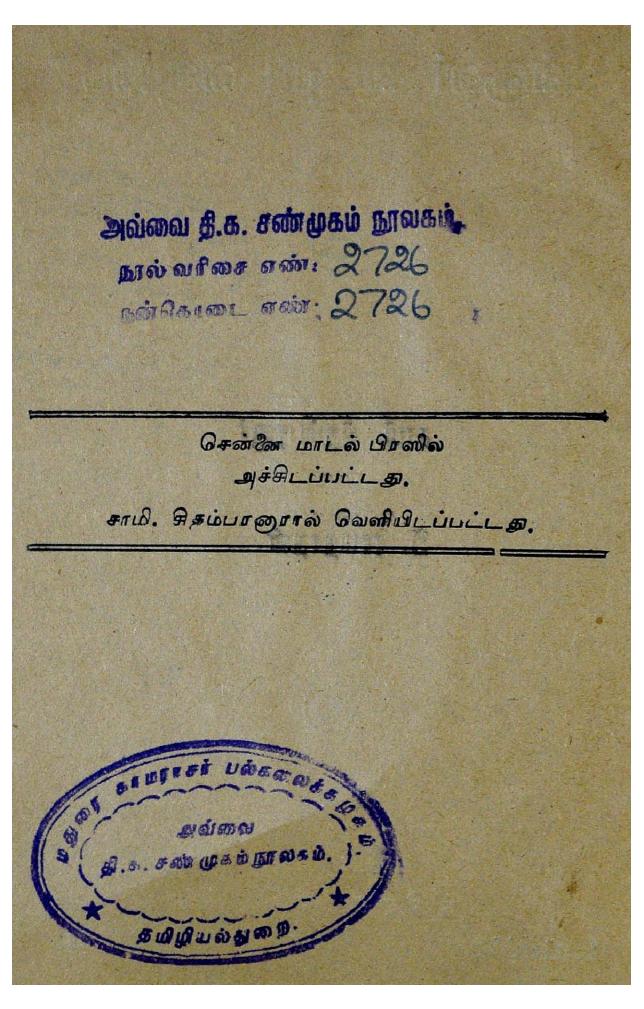 அவ்வை தி.க. சண்முகம் நூலகம்.
நூல் வரிசை எண்: 2726
நன்கொடை எண்: 2726
சென்னை மாடல் பிரஸில்
அச்சிடப்பட்டது.
சாமி. சிதம்பரனாரால் வெளியிடப்பட்டது.
மதுரை காமராசர் பல்கலைக்கழகம்
அவ்வை
தி.க. சண்முகம் நூலகம்.
தமிழியல்துறை.